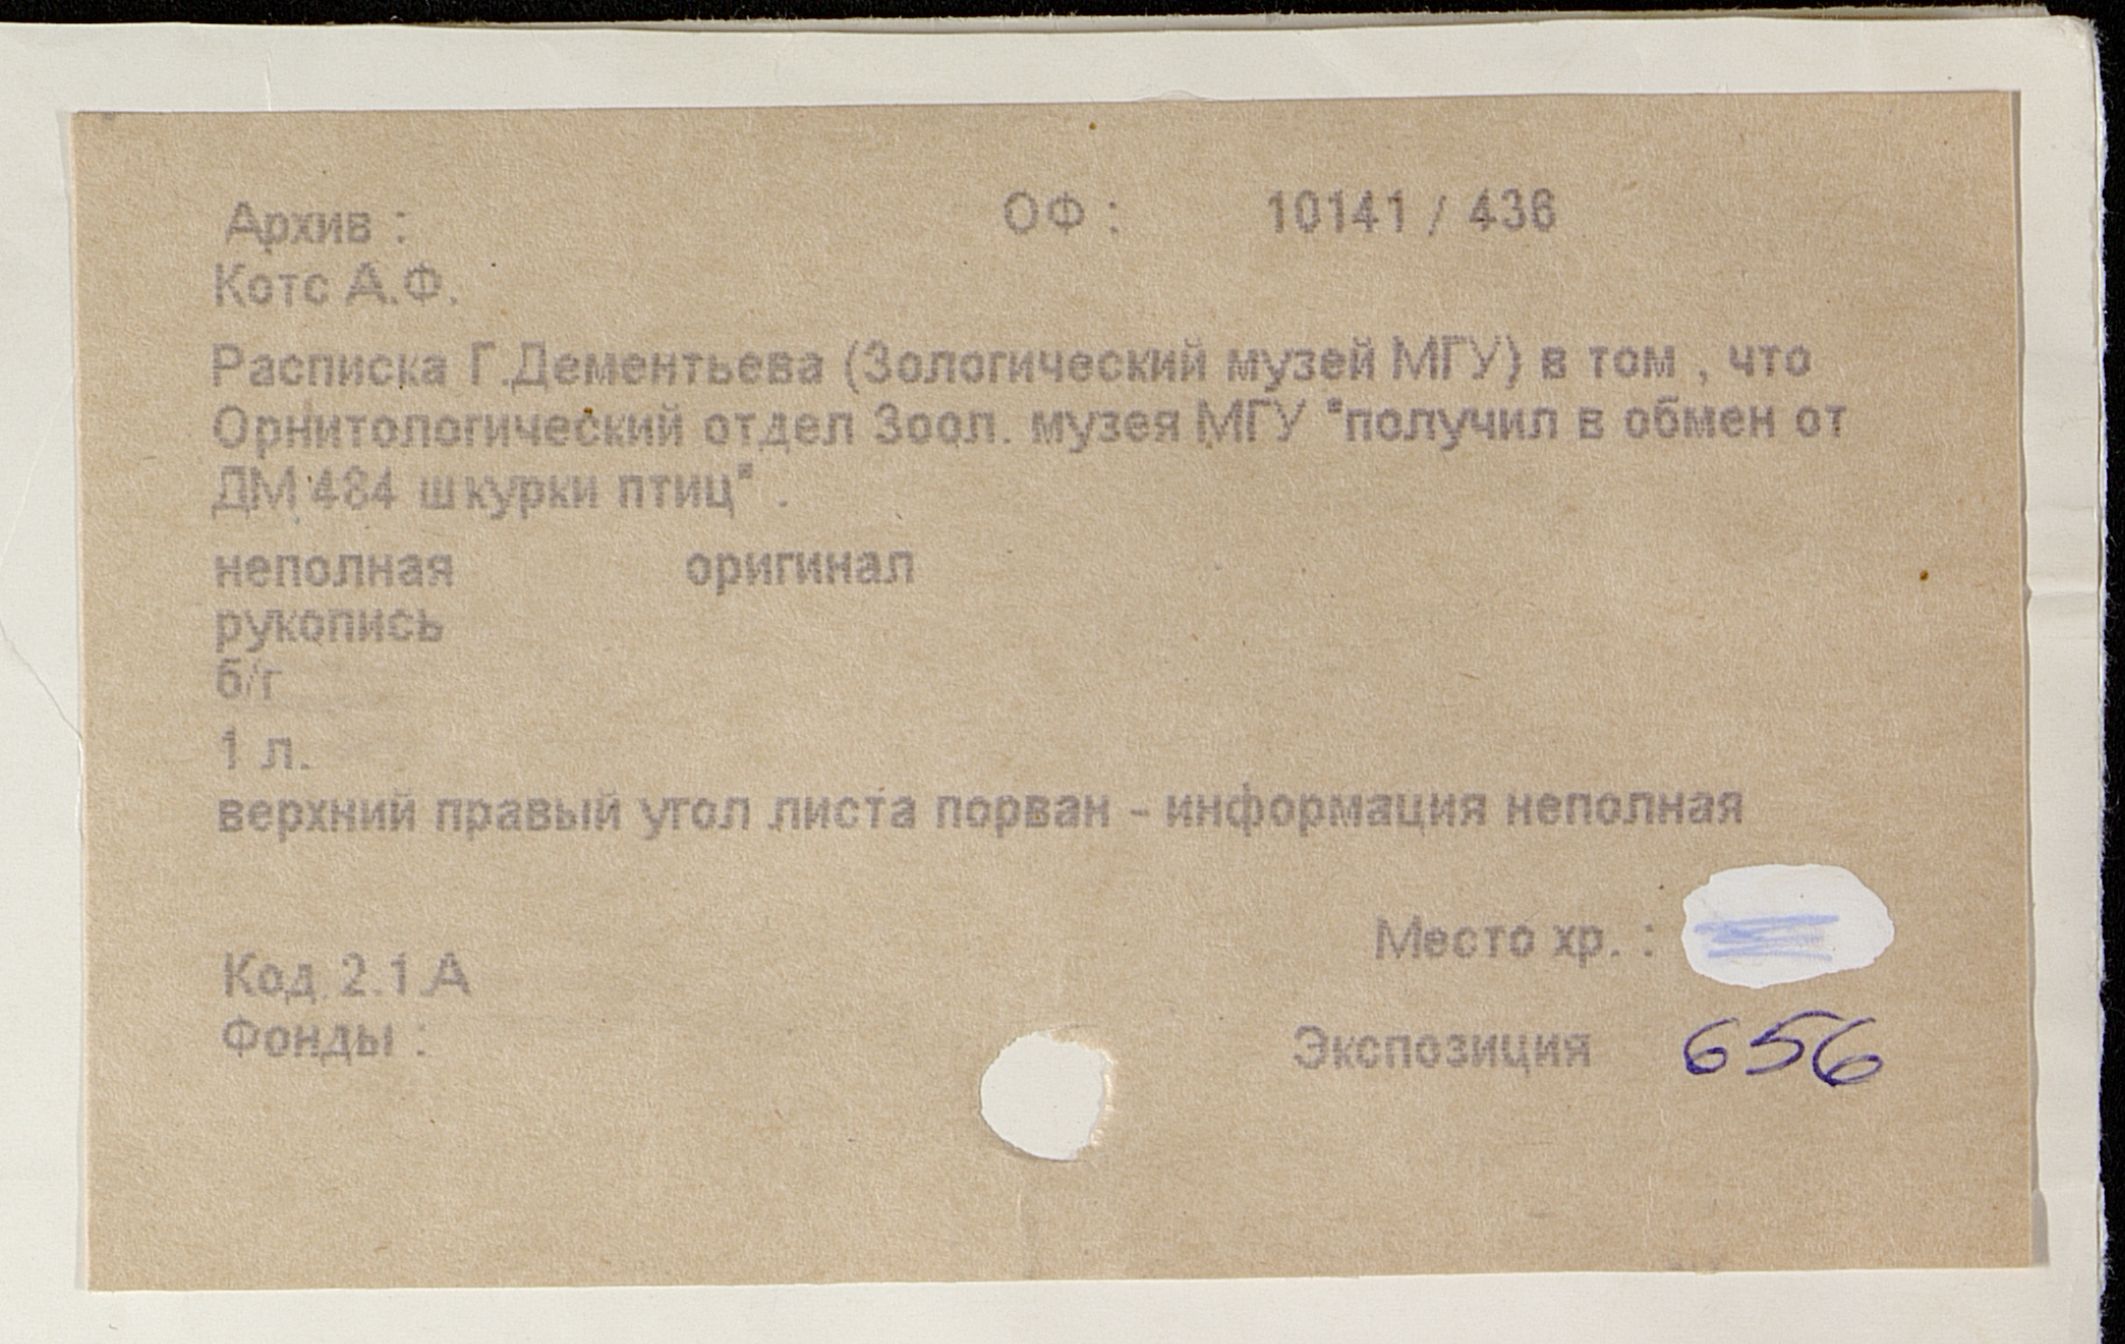 Архив : ОФ : 10141 / 436
Котс А.Ф.
Расписка Г.Дементьева (Зологический музей МГУ) в том , что
Орнитологический отдел Зоол. музея МГУ "получил в обмен от
ДМ 484 шкурки птиц" .
неполная оригинал
рукопись
б/г
1 л.
верхний правый угол листа порван - информация неполная
Место хр. :
Код 2.1.А
Фонды : Экспозиция 656